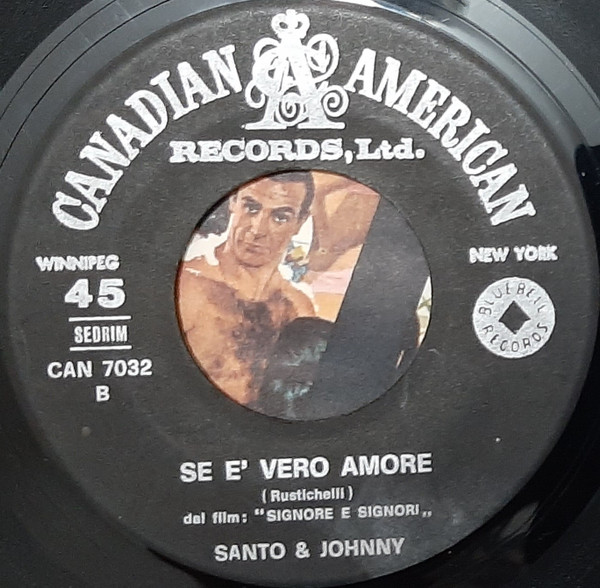 CANADIAN A AMERICAN
RECORDS, Ltd.
WINNIPEG
NEW YORK
45
SEDRIM
CAN 7032
B
BLUEBELL RECORDS
SE E' VERO AMORE
(Rustichelli)
dal film: "SIGNORE E SIGNORI„
SANTO & JOHNNY